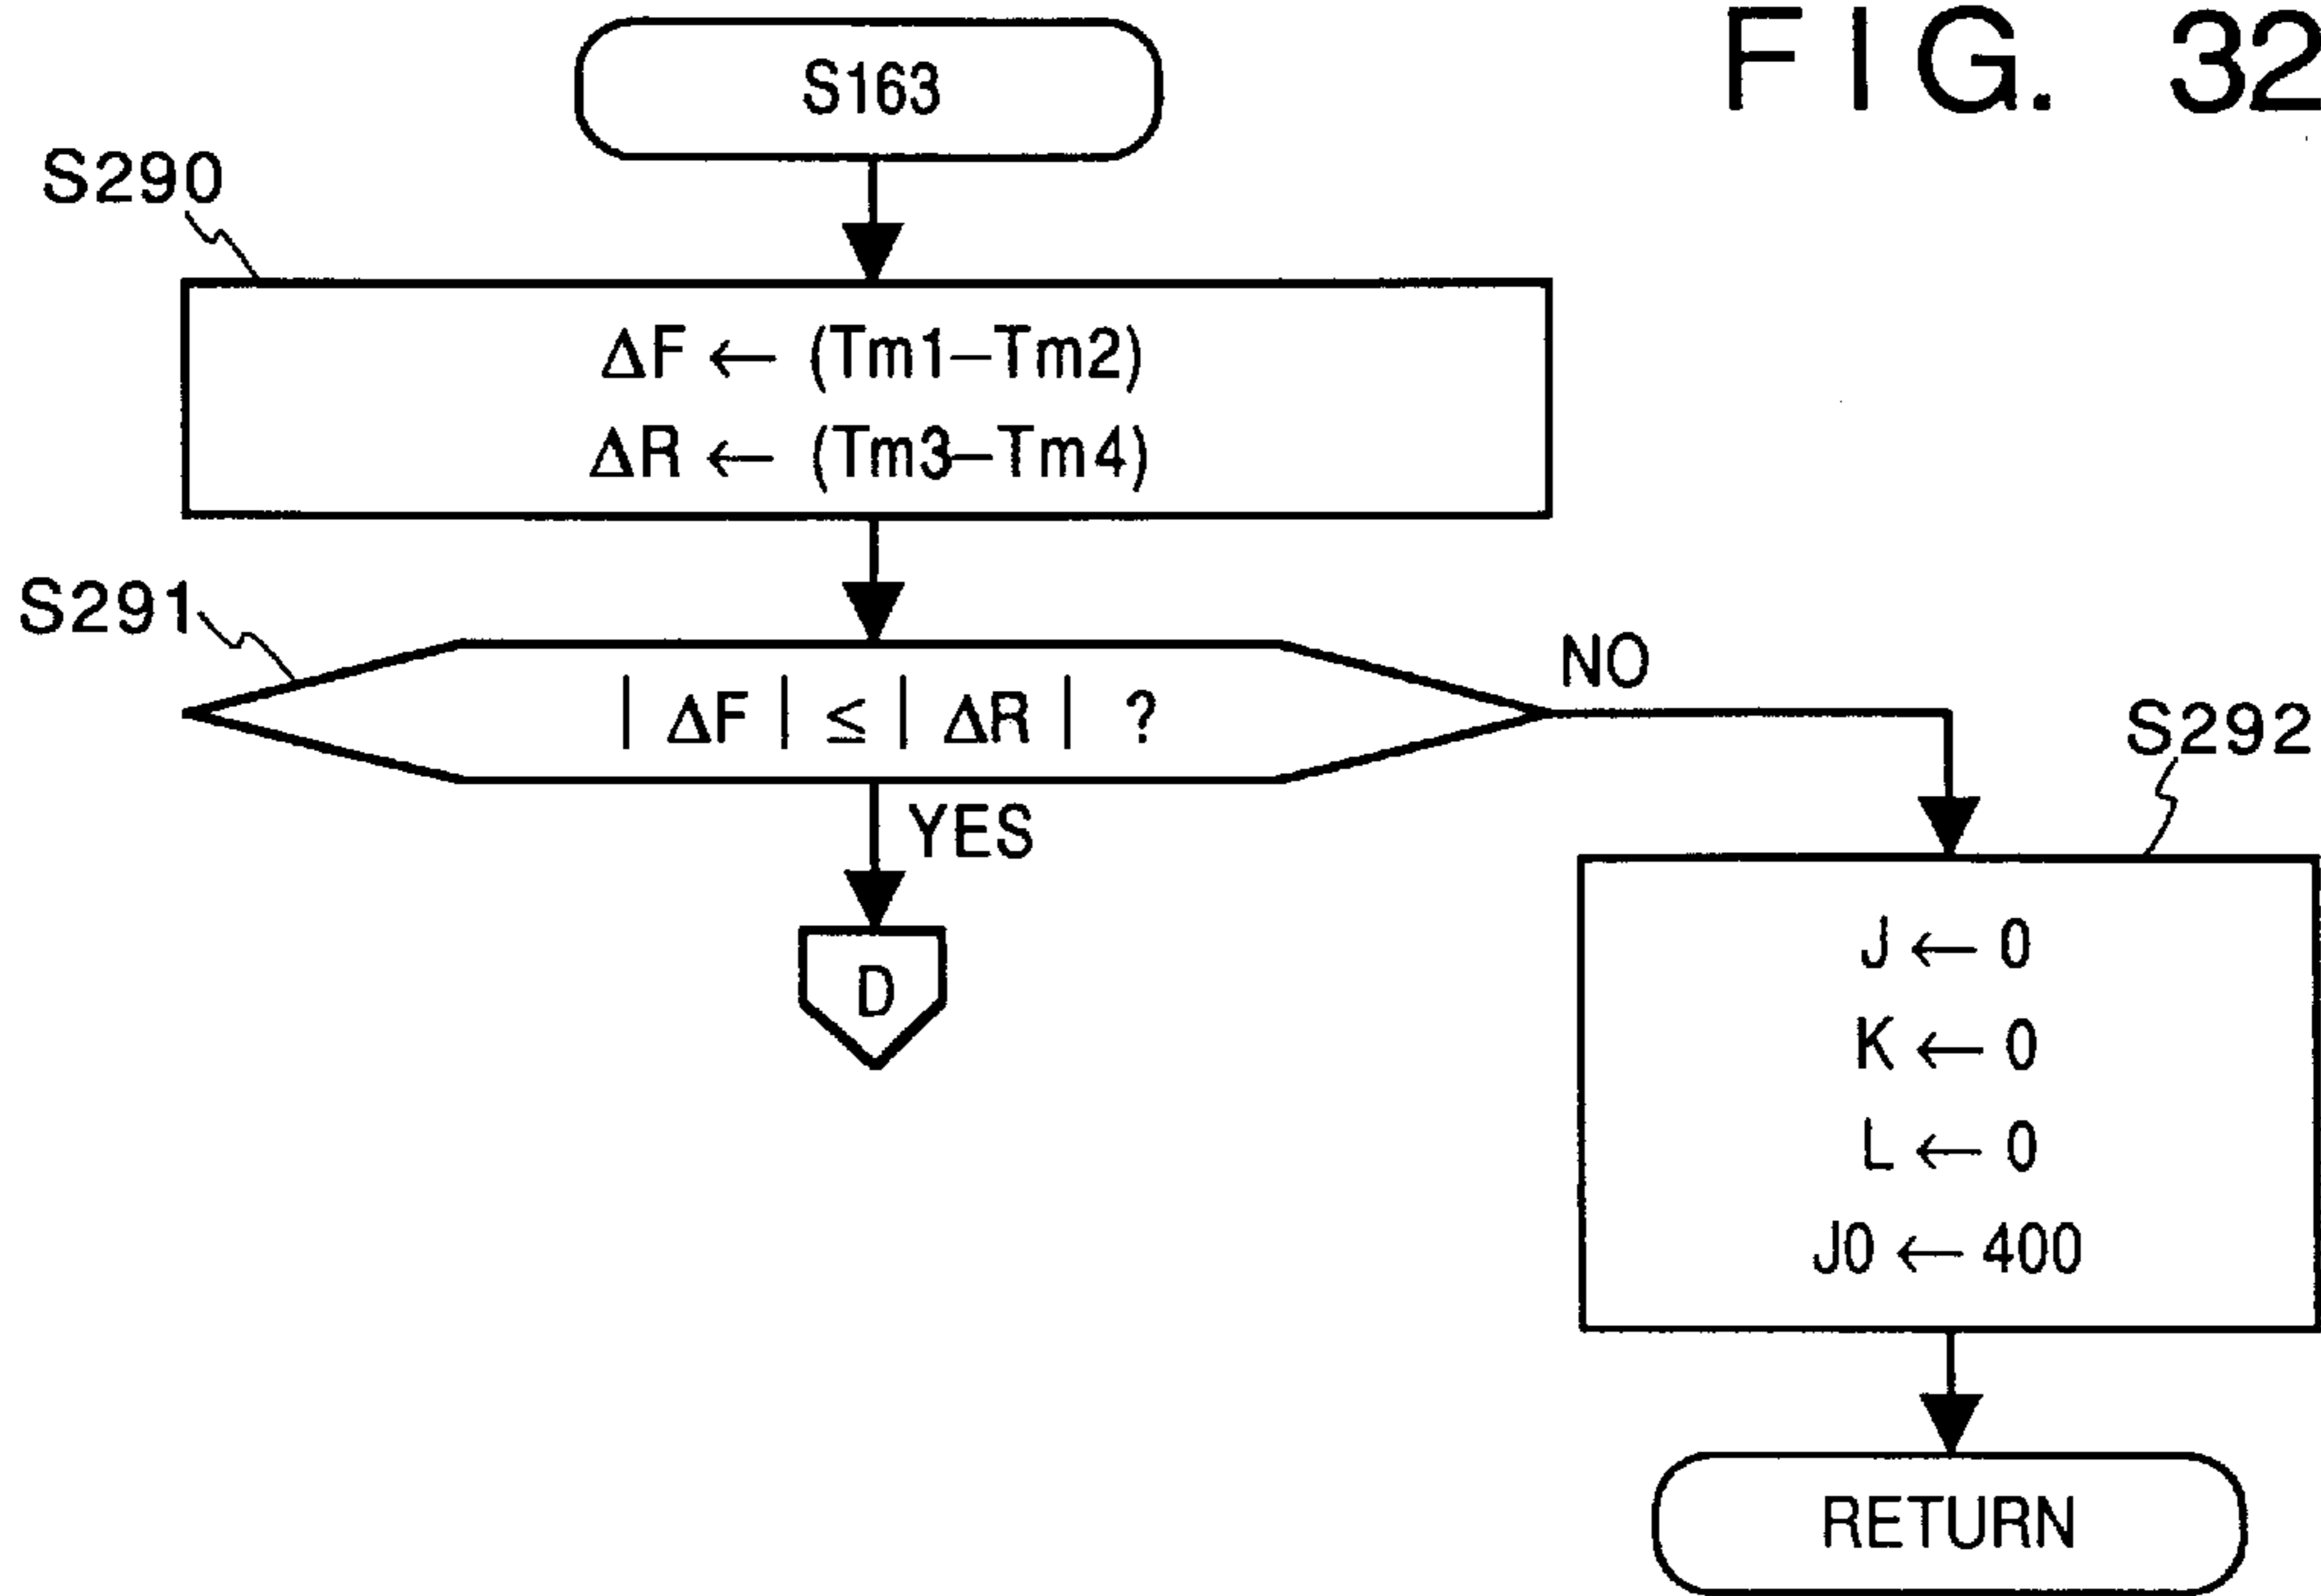 FIG. 32
S163
S290
ΔF ← (Tm1−Tm2)
ΔR ← (Tm3−Tm4)
S291
| ΔF | ≤ | ΔR | ?
NO
YES
D
S292
J ← 0
K ← 0
L ← 0
J0 ← 400
RETURN